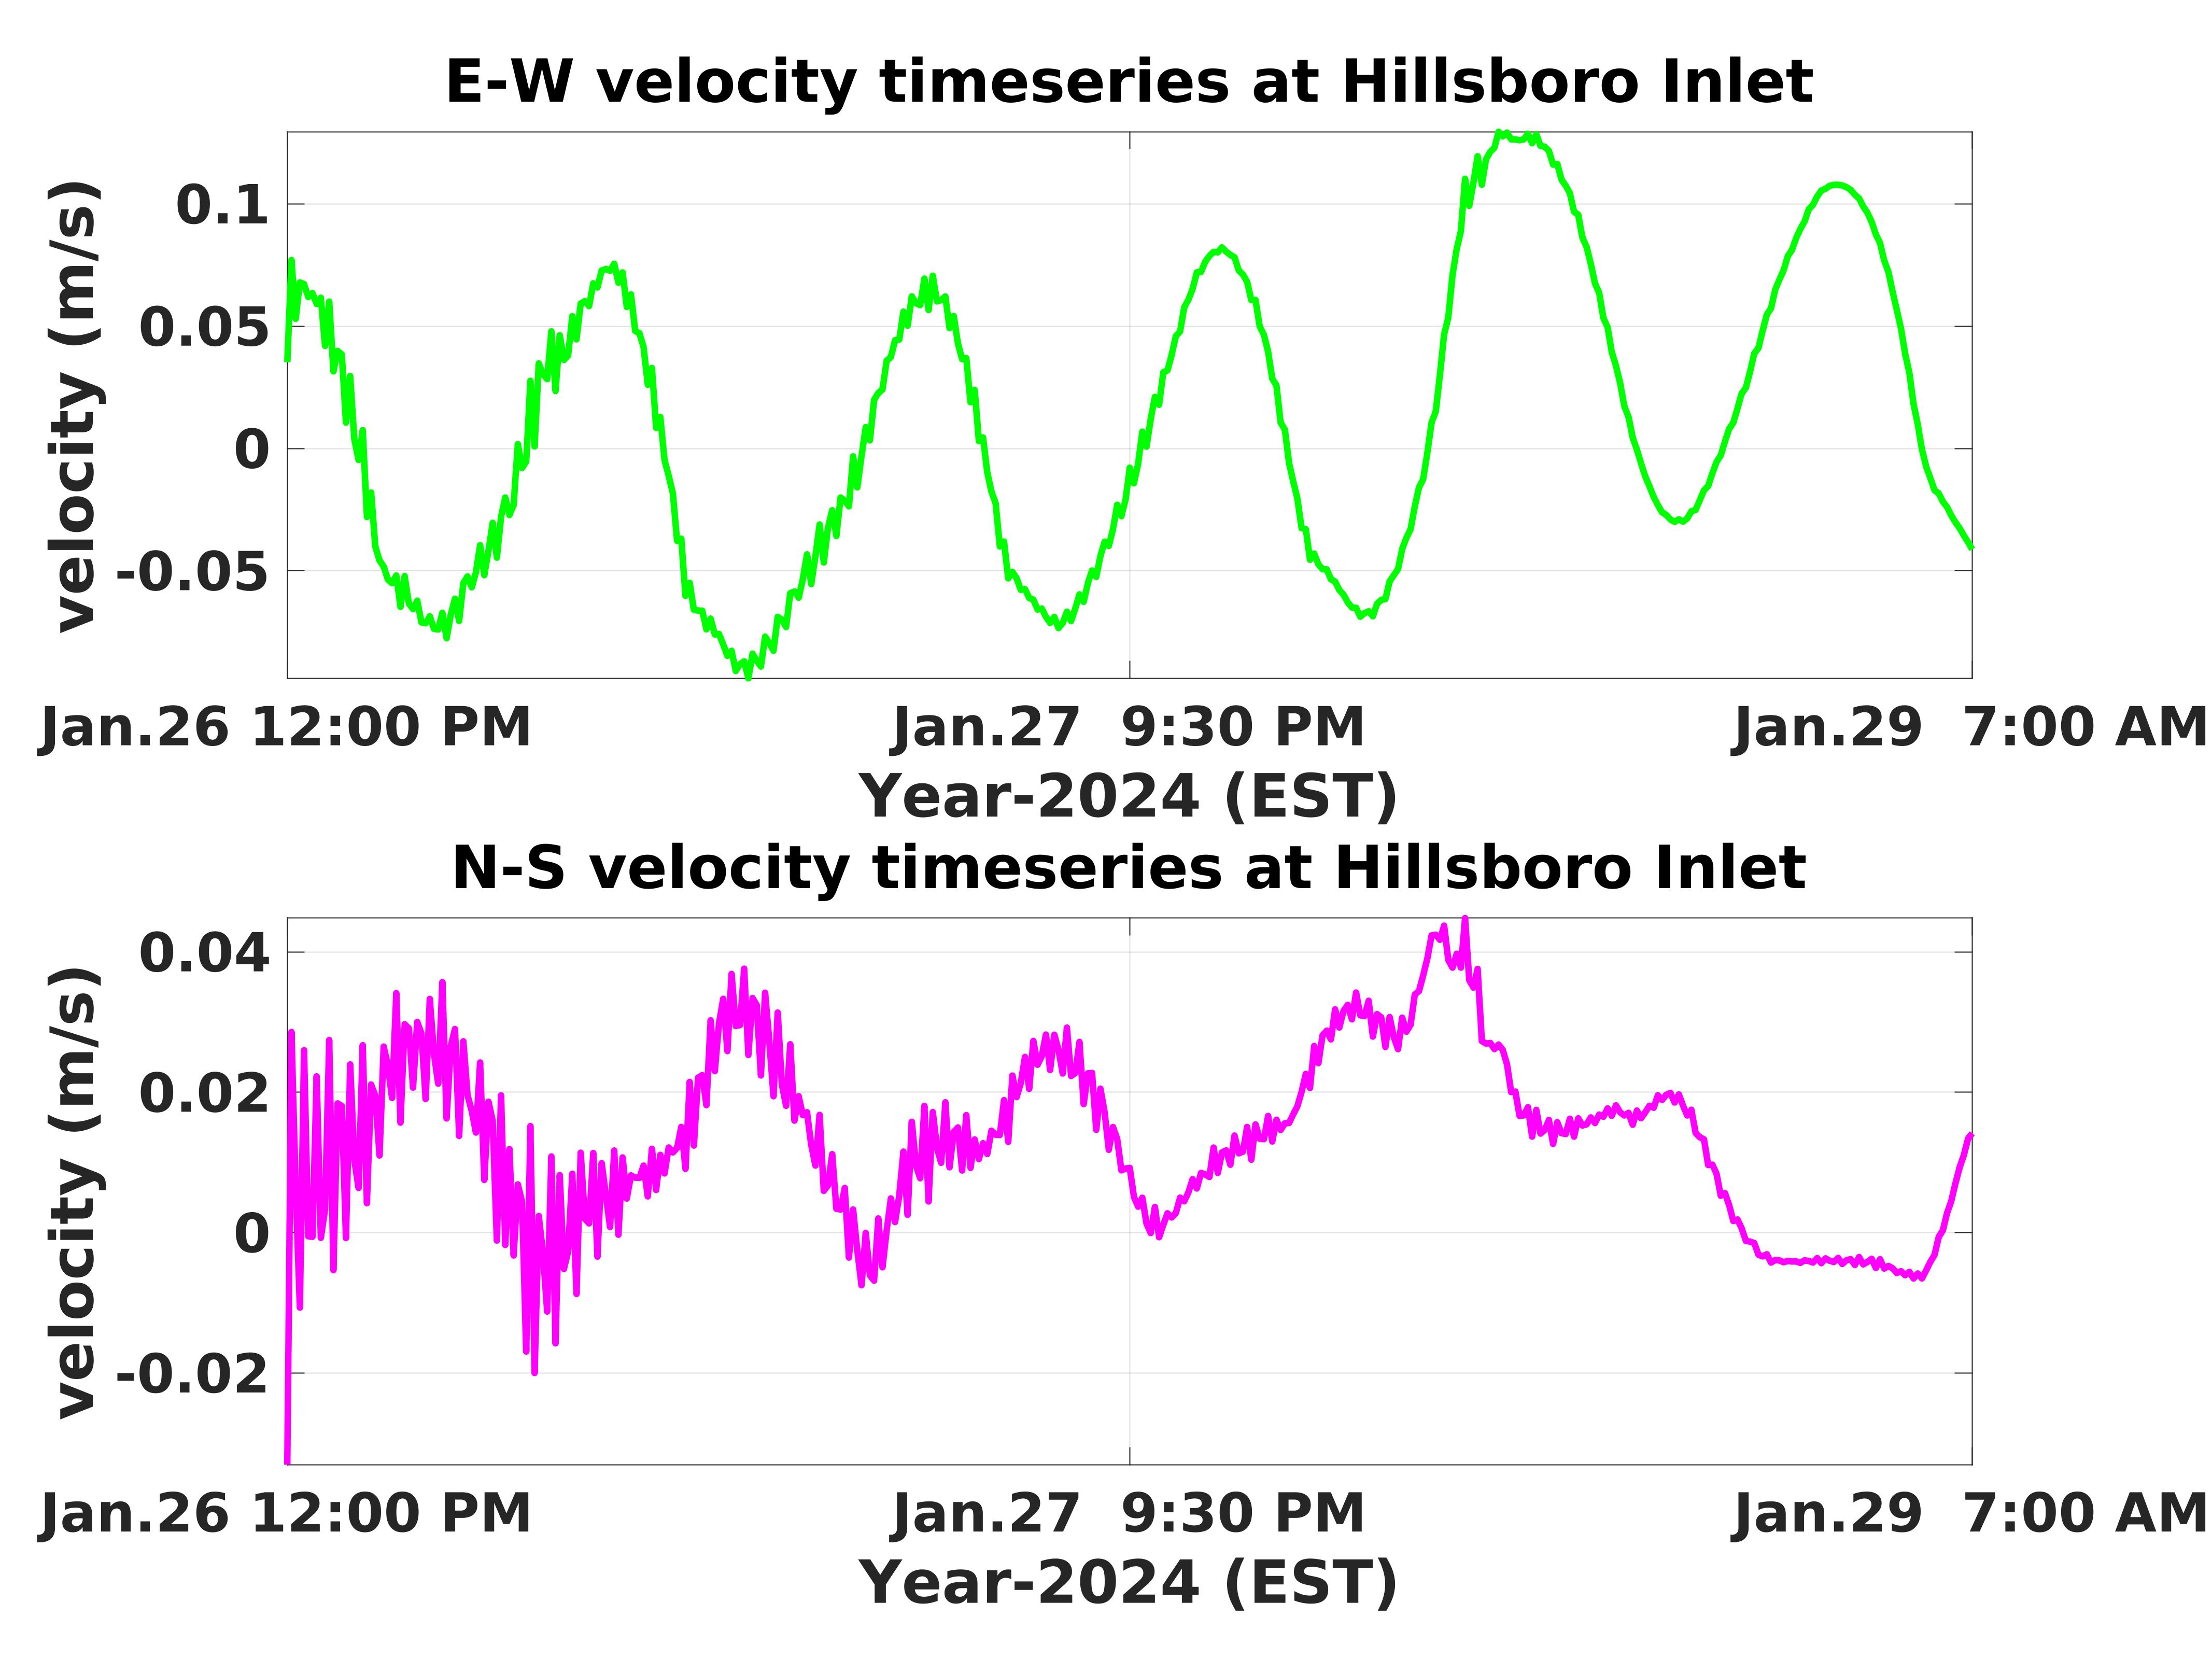 E-W velocity timeseries at Hillsboro Inlet
velocity (m/s)
0.1
0.05
0
-0.05
Jan.26 12:00 PM
Jan.27 9:30 PM
Jan.29 7:00 AM
Year-2024 (EST)
N-S velocity timeseries at Hillsboro Inlet
velocity (m/s)
0.04
0.02
0
-0.02
Jan.26 12:00 PM
Jan.27 9:30 PM
Jan.29 7:00 AM
Year-2024 (EST)